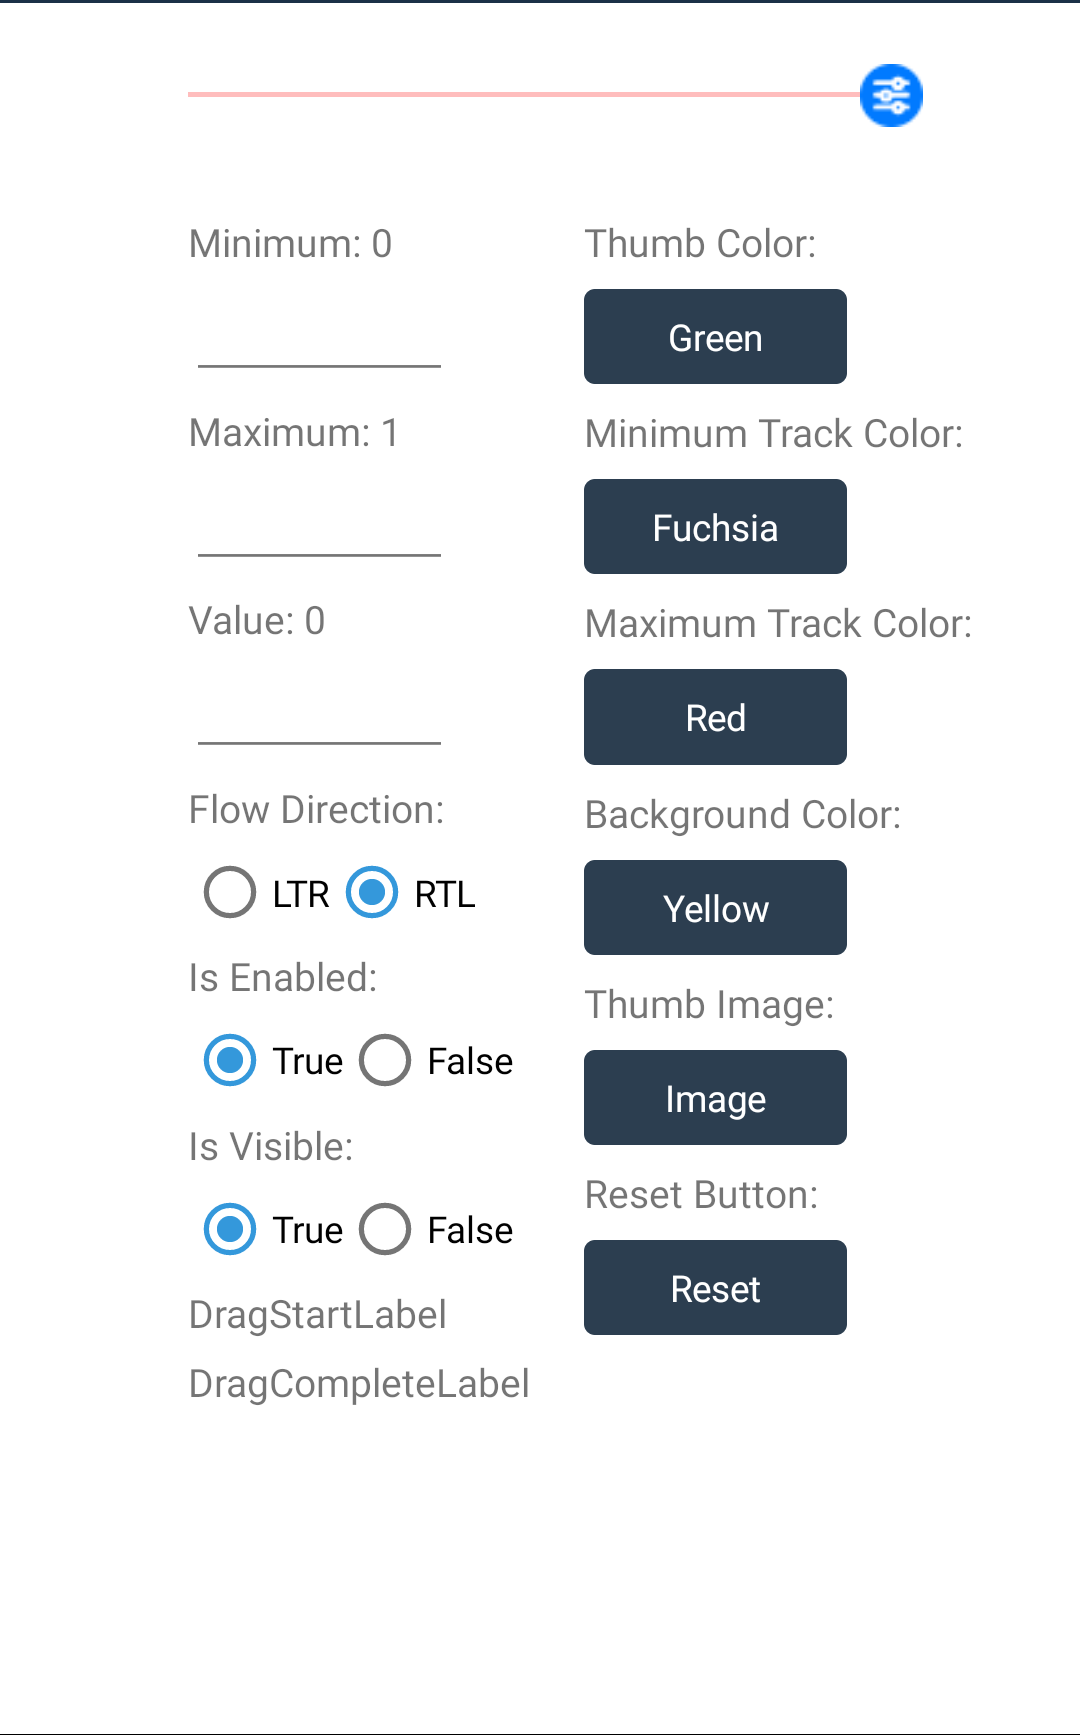 Minimum: 0
Maximum: 1
Value: 0
Flow Direction:
LTR RTL
Is Enabled:
True False
Is Visible:
True False
DragStartLabel
DragCompleteLabel
Thumb Color:
Green
Minimum Track Color:
Fuchsia
Maximum Track Color:
Red
Background Color:
Yellow
Thumb Image:
Image
Reset Button:
Reset